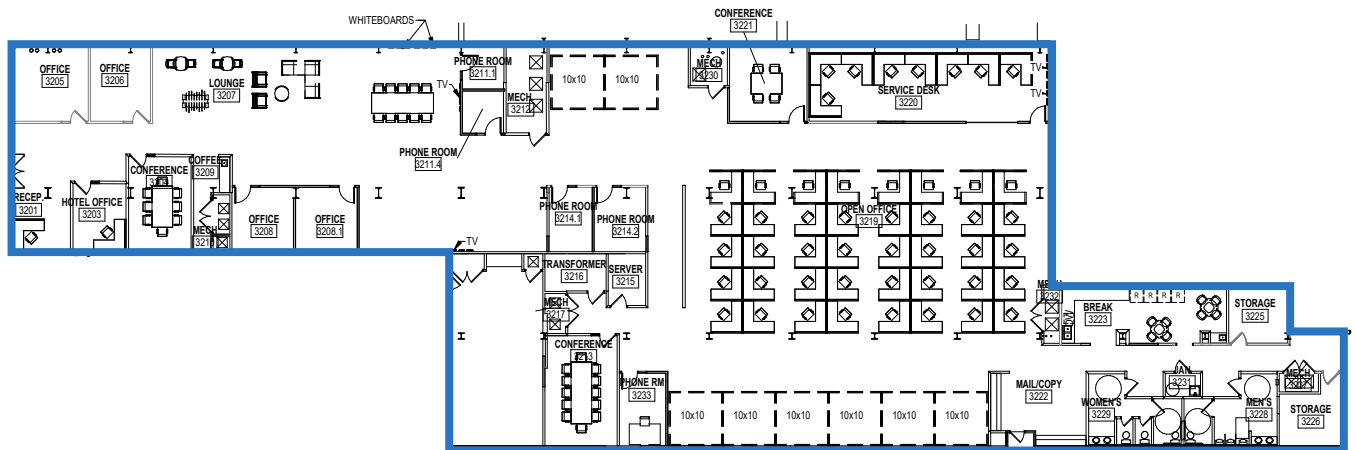 WHITEBOARDS
CONFERENCE
3221
OFFICE
3205
OFFICE
3206
LOUNGE
3207
TV
PHONE ROOM
3211.1
MECH
3212
10x10
10x10
MECH
3230
SERVICE DESK
3220
TV
TV
PHONE ROOM
3211.4
RECEP.
3201
HOTEL OFFICE
3203
CONFERENCE
COFFEE
3209
MECH
OFFICE
3208
OFFICE
3208.1
TV
PHONE ROOM
3214.1
PHONE ROOM
3214.2
OPEN OFFICE
3219
TRANSFORMER
3216
SERVER
3215
MECH
3217
CONFERENCE
3213
PHONE RM
3233
10x10
10x10
10x10
10x10
10x10
10x10
MECH
3232
DW
BREAK
3223
R
R
R
R
STORAGE
3225
MAIL/COPY
3222
WOMEN'S
3229
JAN.
3231
MEN'S
3228
MECH
STORAGE
3226